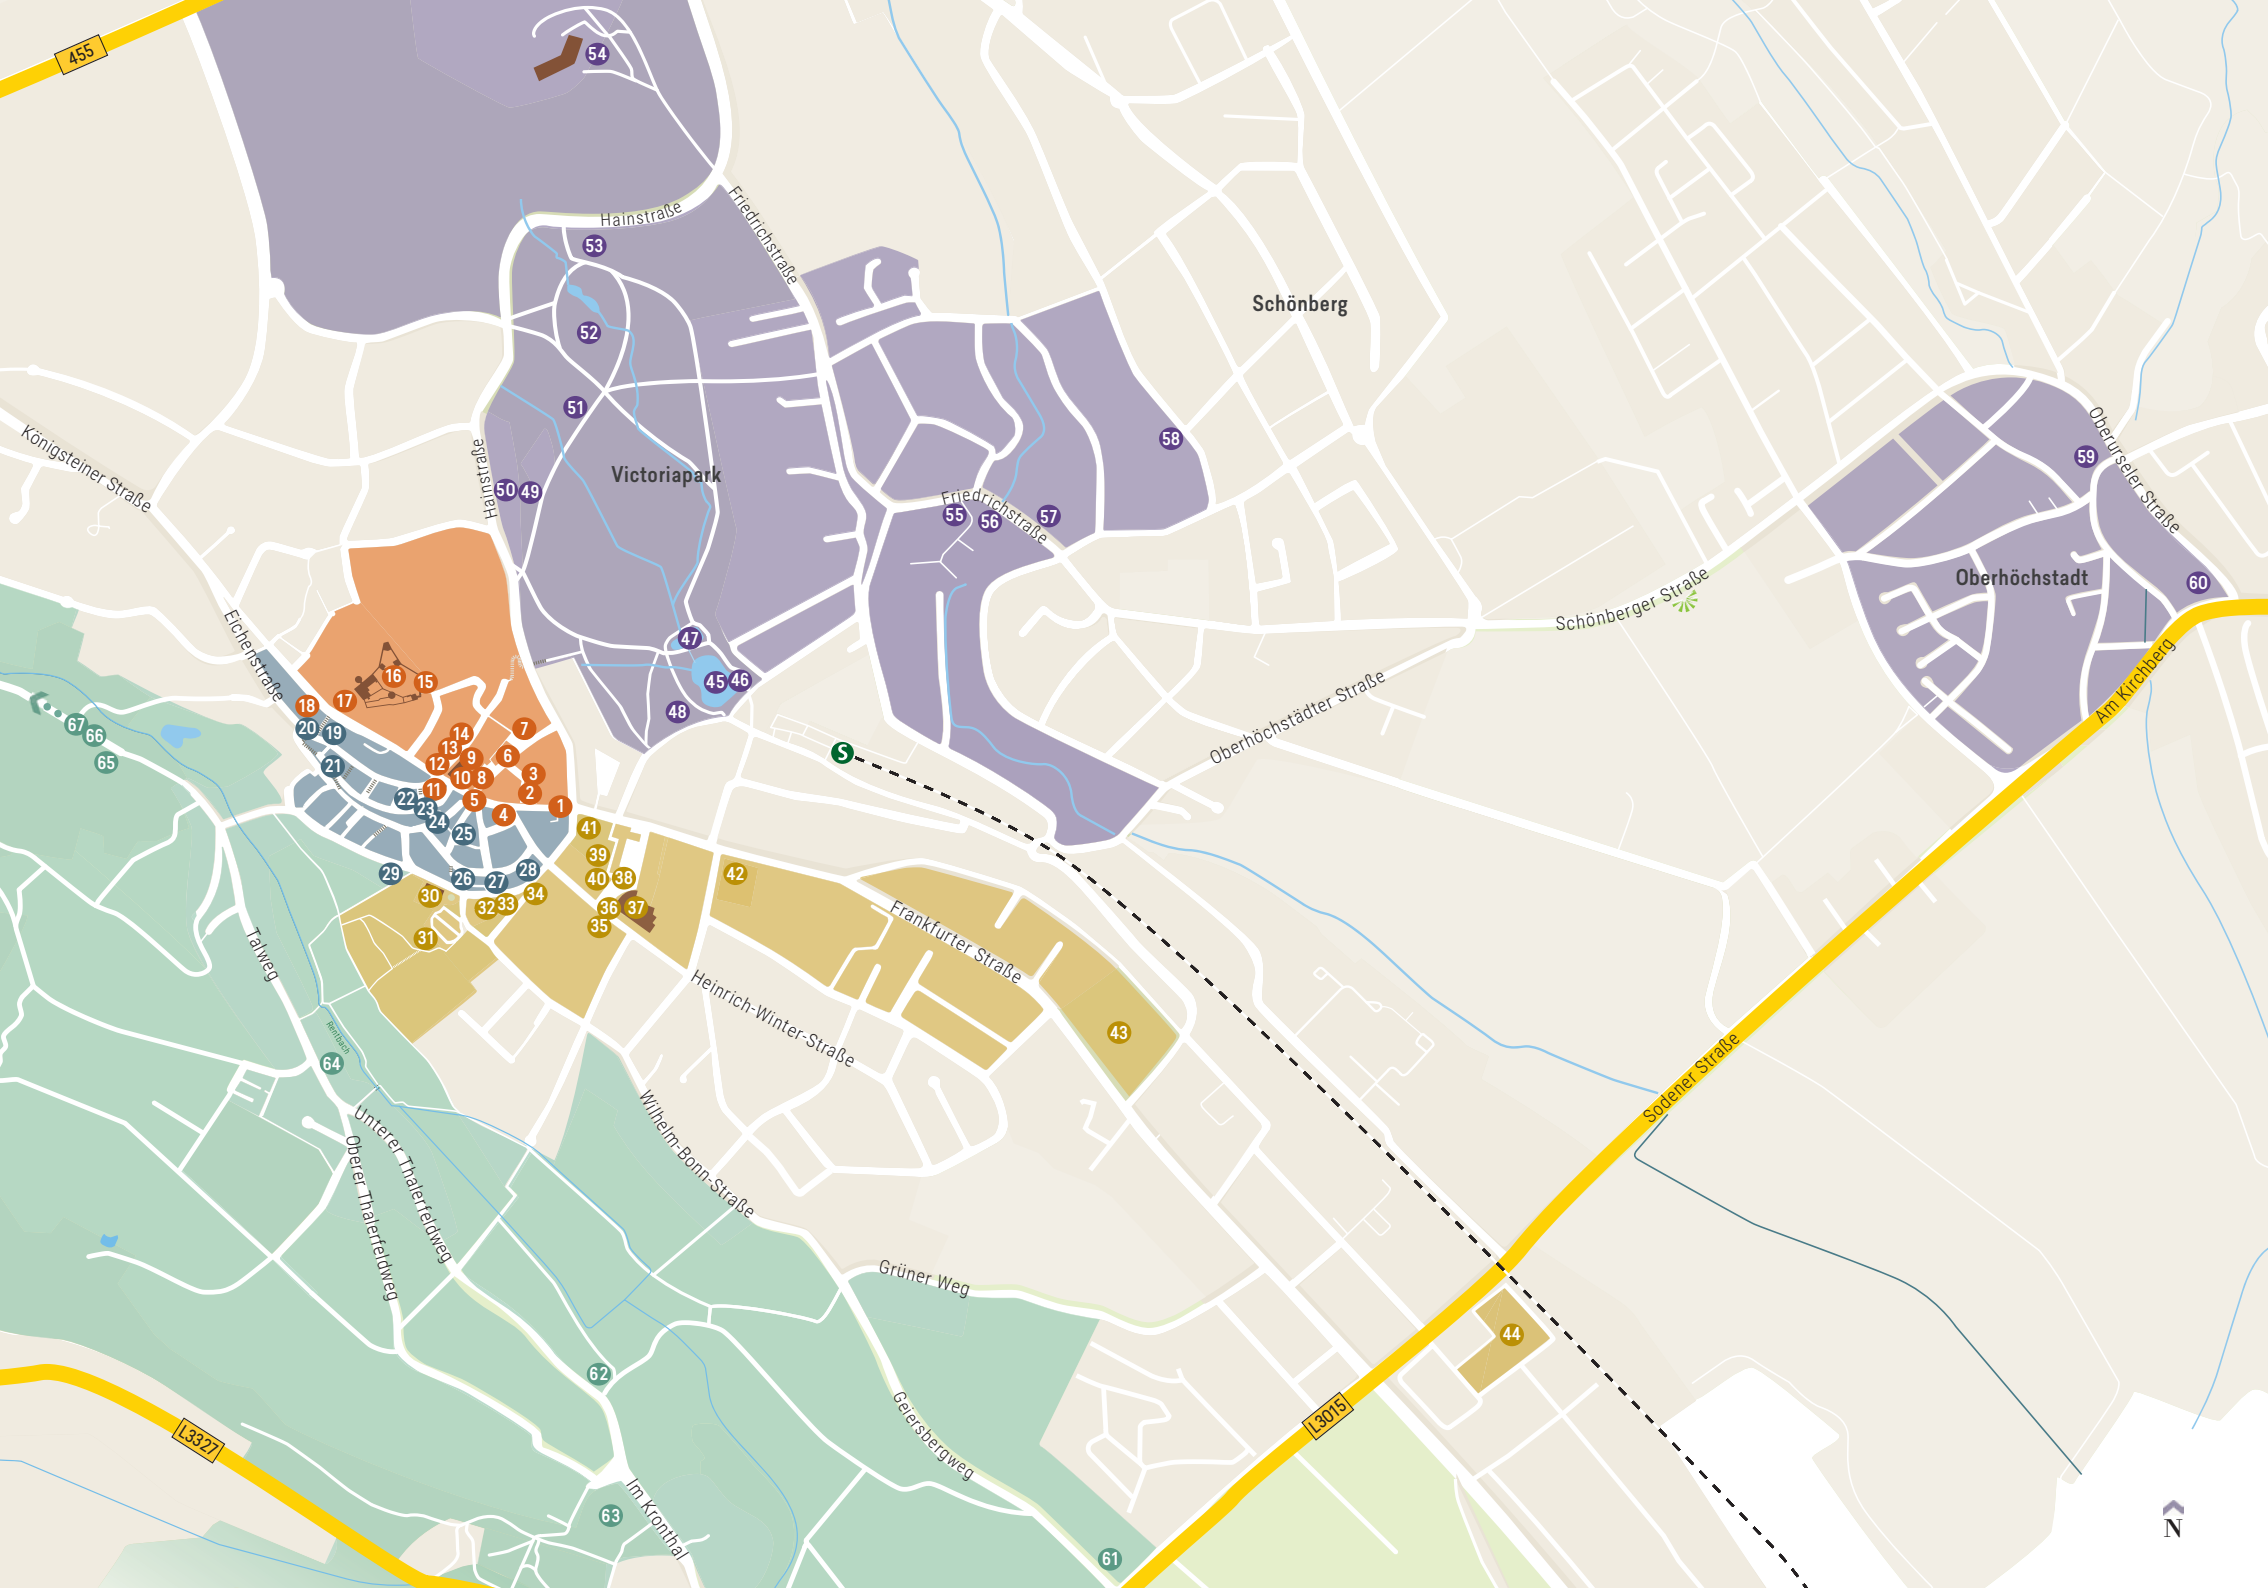 455
54
Hainstraße
Friedrichstraße
53
52
Schönberg
51
Victoriapark
58
Königsteiner Straße
Hainstraße
50
49
Friedrichstraße
55
56
57
59
Oberurseler Straße
Oberhöchstadt
60
Schönberger Straße
Eichenstraße
47
45
46
48
16
15
17
18
20
19
21
14
13
12
9
10
8
11
7
6
3
2
5
4
1
67
66
65
S
Oberhöchstädter Straße
Am Kirchberg
22
23
24
25
26
27
28
29
41
39
40
38
42
30
31
32
33
34
36
37
35
Frankfurter Straße
Talweg
Heinrich-Winter-Straße
43
Rentbach
64
Sodener Straße
Unterer Thalerfeldweg
Oberer Thalerfeldweg
Wilhelm-Bonn-Straße
Grüner Weg
44
62
L3015
L3327
Geiersbergweg
Im Kronthal
63
61
N